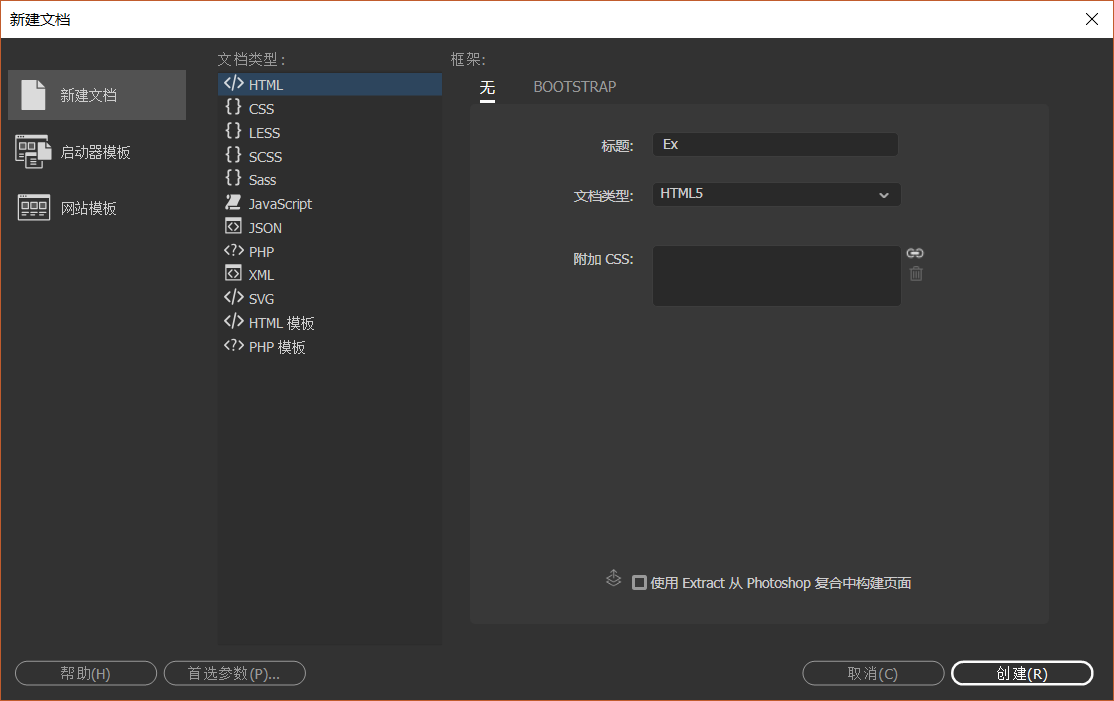 新建文档
新建文档
启动器模板
网站模板
文档类型:
HTML
CSS
LESS
SCSS
Sass
JavaScript
JSON
PHP
XML
SVG
HTML 模板
PHP 模板
框架:
无 BOOTSTRAP
标题: Ex
文档类型: HTML5
附加 CSS:
使用 Extract 从 Photoshop 复合中构建页面
帮助(H) 首选参数(P)... 取消(C) 创建(R)